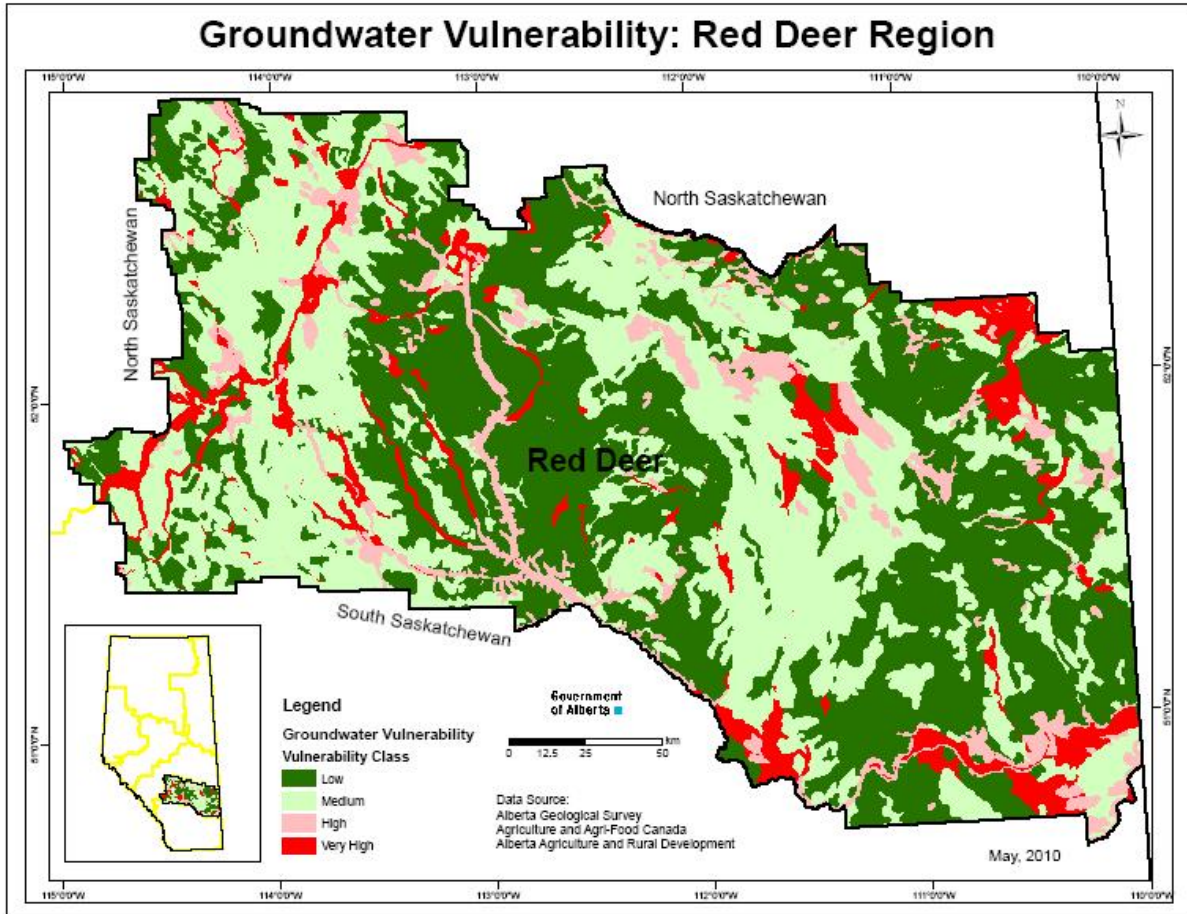 Groundwater Vulnerability: Red Deer Region
115°0'0"W 114°0'0"W 113°0'0"W 112°0'0"W 111°0'0"W 110°0'0"W
N
North Saskatchewan
North Saskatchewan
52°0'0"N
52°0'0"N
Red Deer
South Saskatchewan
51°0'0"N
51°0'0"N
Legend
Groundwater Vulnerability
Vulnerability Class
Low
Medium
High
Very High
Government
of Alberta
km
0 12.5 25 50
Data Source:
Alberta Geological Survey
Agriculture and Agri-Food Canada
Alberta Agriculture and Rural Development
May, 2010
115°0'0"W 114°0'0"W 113°0'0"W 112°0'0"W 111°0'0"W 110°0'0"W